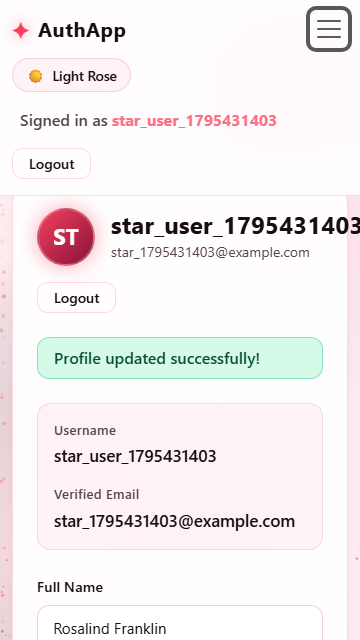 AuthApp
Light Rose
Signed in as star_user_1795431403
Logout
ST
star_user_1795431403
star_1795431403@example.com
Logout
Profile updated successfully!
Username
star_user_1795431403
Verified Email
star_1795431403@example.com
Full Name
Rosalind Franklin